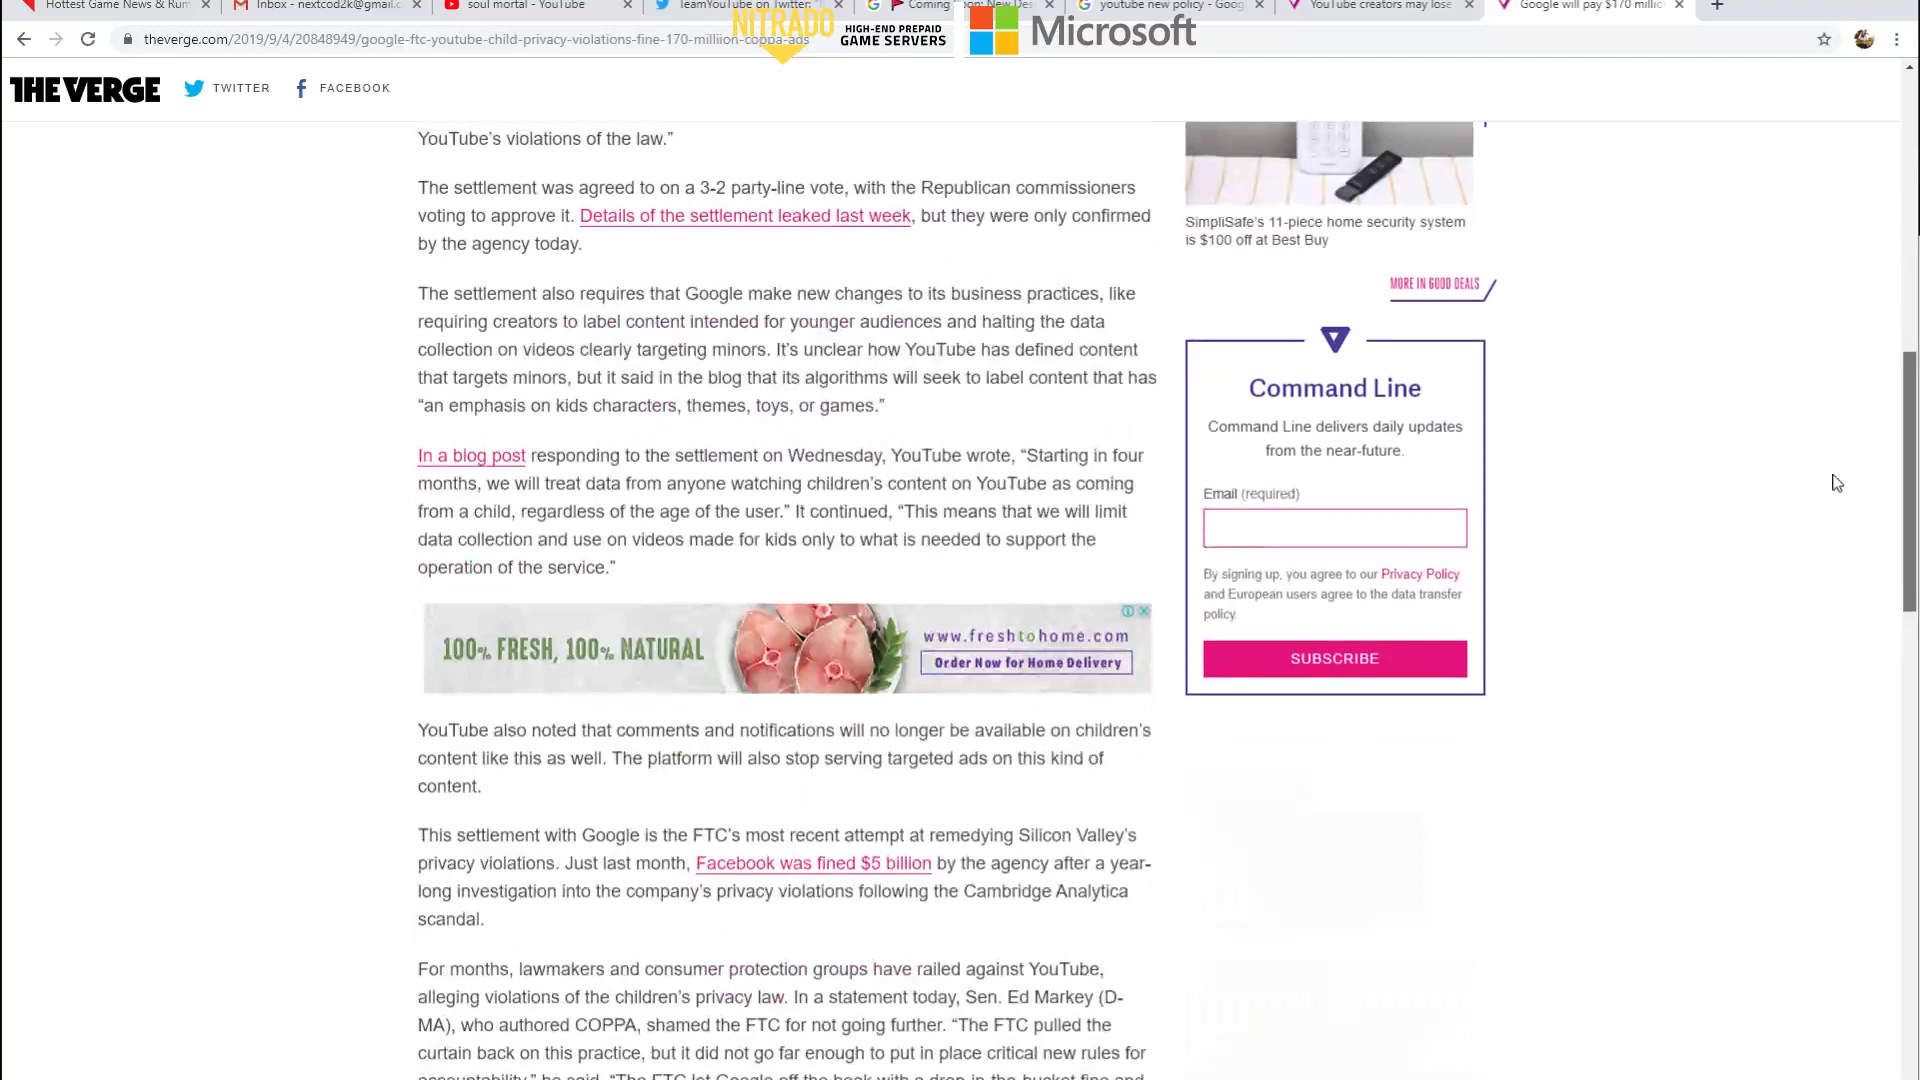 Hottest Game News & Rum
Inbox - nextcod2k@gmail.c
soul mortal - YouTube
TeamYouTube on Twitter:
youtube new policy - Goog
YouTube creators may lose
Google will pay $170 millio
theverge.com/2019/9/4/20848949/google-ftc-youtube-child-privacy-violations-fine-170-milliion-coppa-ads
NITRADO
HIGH-END PREPAID
GAME SERVERS
Microsoft
THE VERGE
TWITTER
FACEBOOK
YouTube’s violations of the law.”
The settlement was agreed to on a 3-2 party-line vote, with the Republican commissioners
voting to approve it. Details of the settlement leaked last week, but they were only confirmed
by the agency today.
The settlement also requires that Google make new changes to its business practices, like
requiring creators to label content intended for younger audiences and halting the data
collection on videos clearly targeting minors. It’s unclear how YouTube has defined content
that targets minors, but it said in the blog that its algorithms will seek to label content that has
“an emphasis on kids characters, themes, toys, or games.”
In a blog post responding to the settlement on Wednesday, YouTube wrote, “Starting in four
months, we will treat data from anyone watching children’s content on YouTube as coming
from a child, regardless of the age of the user.” It continued, “This means that we will limit
data collection and use on videos made for kids only to what is needed to support the
operation of the service.”
100% FRESH, 100% NATURAL
www.freshtohome.com
Order Now for Home Delivery
YouTube also noted that comments and notifications will no longer be available on children’s
content like this as well. The platform will also stop serving targeted ads on this kind of
content.
This settlement with Google is the FTC’s most recent attempt at remedying Silicon Valley’s
privacy violations. Just last month, Facebook was fined $5 billion by the agency after a year-
long investigation into the company’s privacy violations following the Cambridge Analytica
scandal.
For months, lawmakers and consumer protection groups have railed against YouTube,
alleging violations of the children’s privacy law. In a statement today, Sen. Ed Markey (D-
MA), who authored COPPA, shamed the FTC for not going further. “The FTC pulled the
curtain back on this practice, but it did not go far enough to put in place critical new rules for
SimpliSafe’s 11-piece home security system
is $100 off at Best Buy
MORE IN GOOD DEALS
Command Line
Command Line delivers daily updates
from the near-future.
Email (required)
By signing up, you agree to our Privacy Policy
and European users agree to the data transfer
policy.
SUBSCRIBE